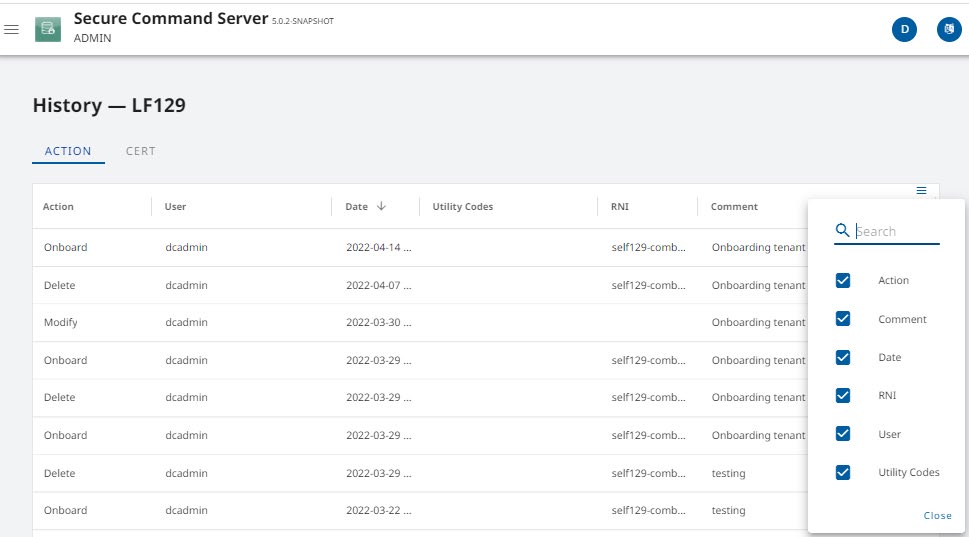 Secure Command Server 5.0.2-SNAPSHOT
ADMIN
D
History — LF129
ACTION CERT
Action User Date Utility Codes RNI Comment
Onboard dcadmin 2022-04-14 ... self129-comb... Onboarding tenant
Delete dcadmin 2022-04-07 ... self129-comb... Onboarding tenant
Modify dcadmin 2022-03-30 ... Onboarding tenant
Onboard dcadmin 2022-03-29 ... self129-comb... Onboarding tenant
Delete dcadmin 2022-03-29 ... self129-comb... Onboarding tenant
Onboard dcadmin 2022-03-29 ... self129-comb... Onboarding tenant
Delete dcadmin 2022-03-29 ... self129-comb... testing
Onboard dcadmin 2022-03-22 ... self129-comb... testing
Search
Action
Comment
Date
RNI
User
Utility Codes
Close